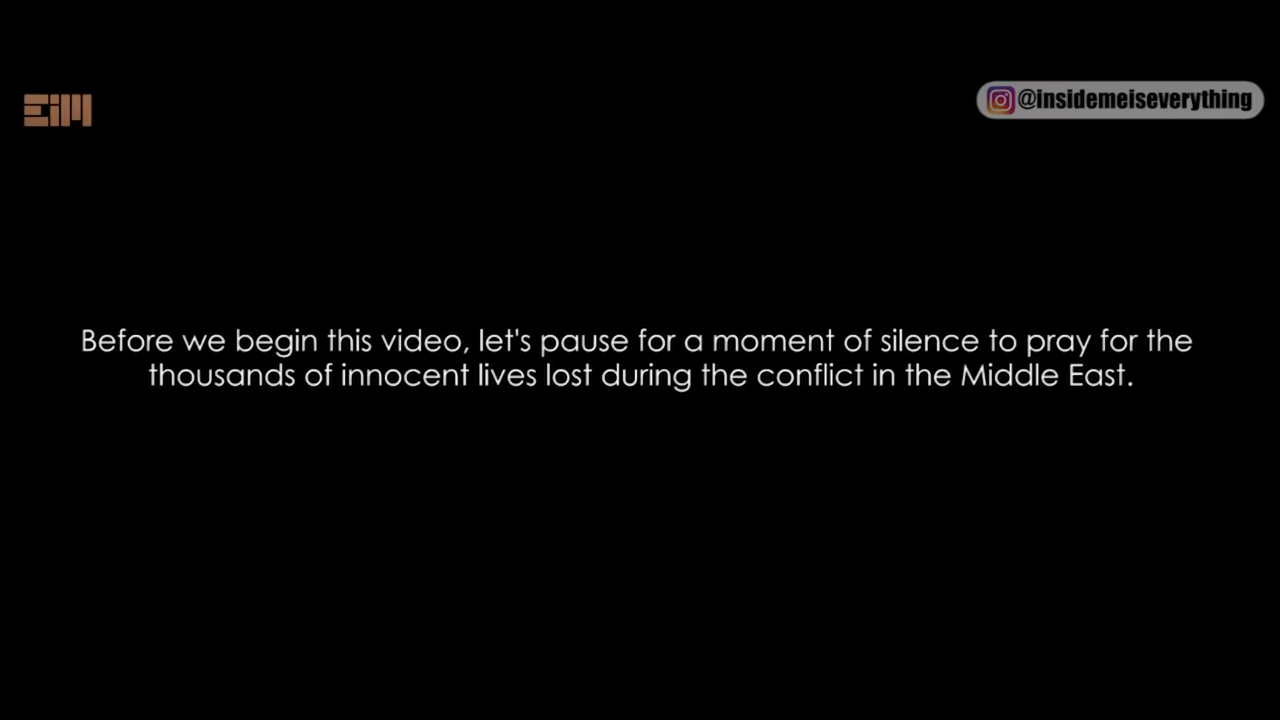 EiM
@insidemeiseverything
Before we begin this video, let's pause for a moment of silence to pray for the
thousands of innocent lives lost during the conflict in the Middle East.